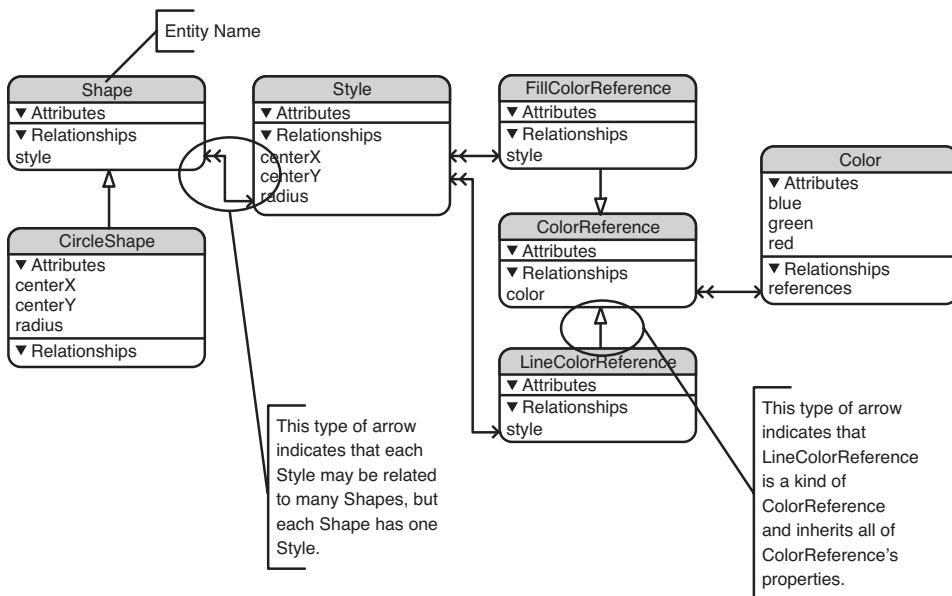 Entity Name
Shape
▼ Attributes
▼ Relationships
style
Style
▼ Attributes
▼ Relationships
centerX
centerY
radius
FillColorReference
▼ Attributes
▼ Relationships
style
Color
▼ Attributes
blue
green
red
▼ Relationships
references
CircleShape
▼ Attributes
centerX
centerY
radius
▼ Relationships
ColorReference
▼ Attributes
▼ Relationships
color
LineColorReference
▼ Attributes
▼ Relationships
style
This type of arrow
indicates that each
Style may be related
to many Shapes, but
each Shape has one
Style.
This type of arrow
indicates that
LineColorReference
is a kind of
ColorReference
and inherits all of
ColorReference's
properties.